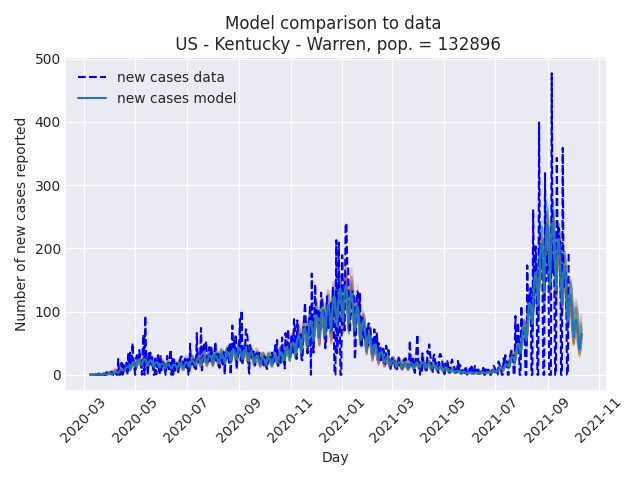 Model comparison to data
US - Kentucky - Warren, pop. = 132896
new cases data
new cases model
Number of new cases reported
500
400
300
200
100
0
2020-03
2020-05
2020-07
2020-09
2020-11
2021-01
2021-03
2021-05
2021-07
2021-09
2021-11
Day